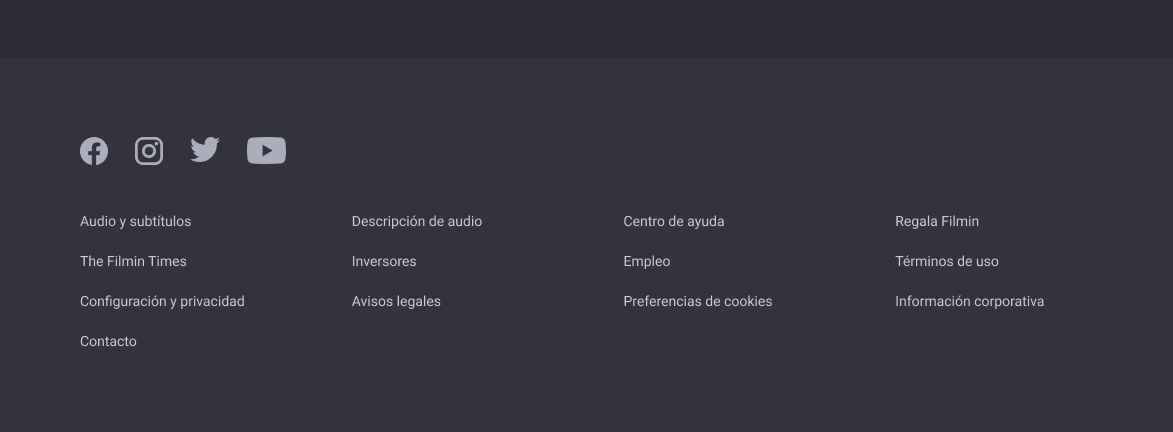 Audio y subtítulos
Descripción de audio
Centro de ayuda
Regala Filmin
The Filmin Times
Inversores
Empleo
Términos de uso
Configuración y privacidad
Avisos legales
Preferencias de cookies
Información corporativa
Contacto